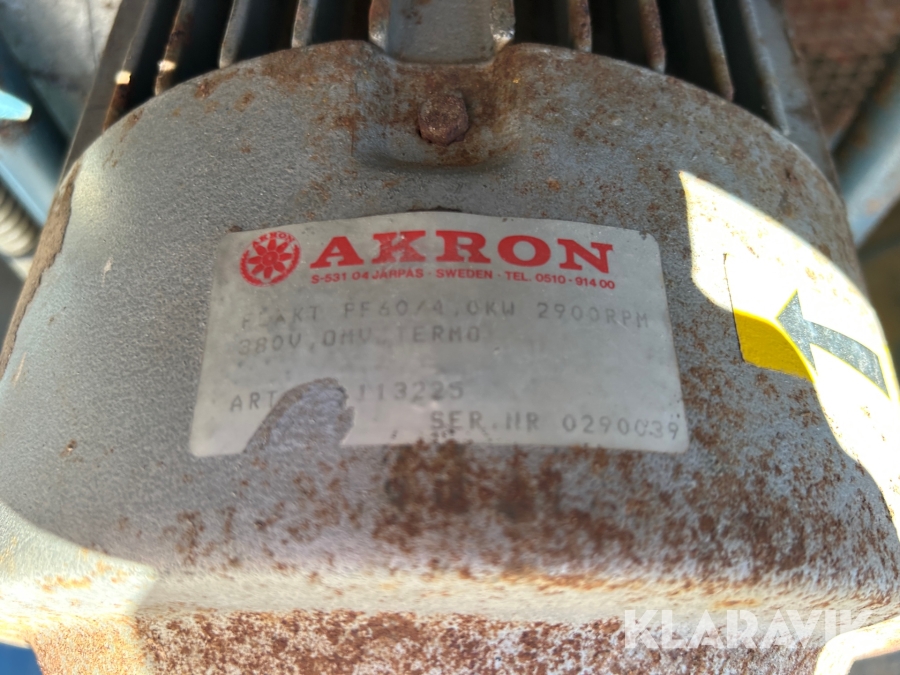 AKRON
AKRON
S-531 04 JÄRPÅS · SWEDEN · TEL. 0510 - 914 00
FLÄKT FF60/4,0KW 2900RPM
380V,OMV.TERMO
ART 113225
SER.NR 0290039
KLARAVIK